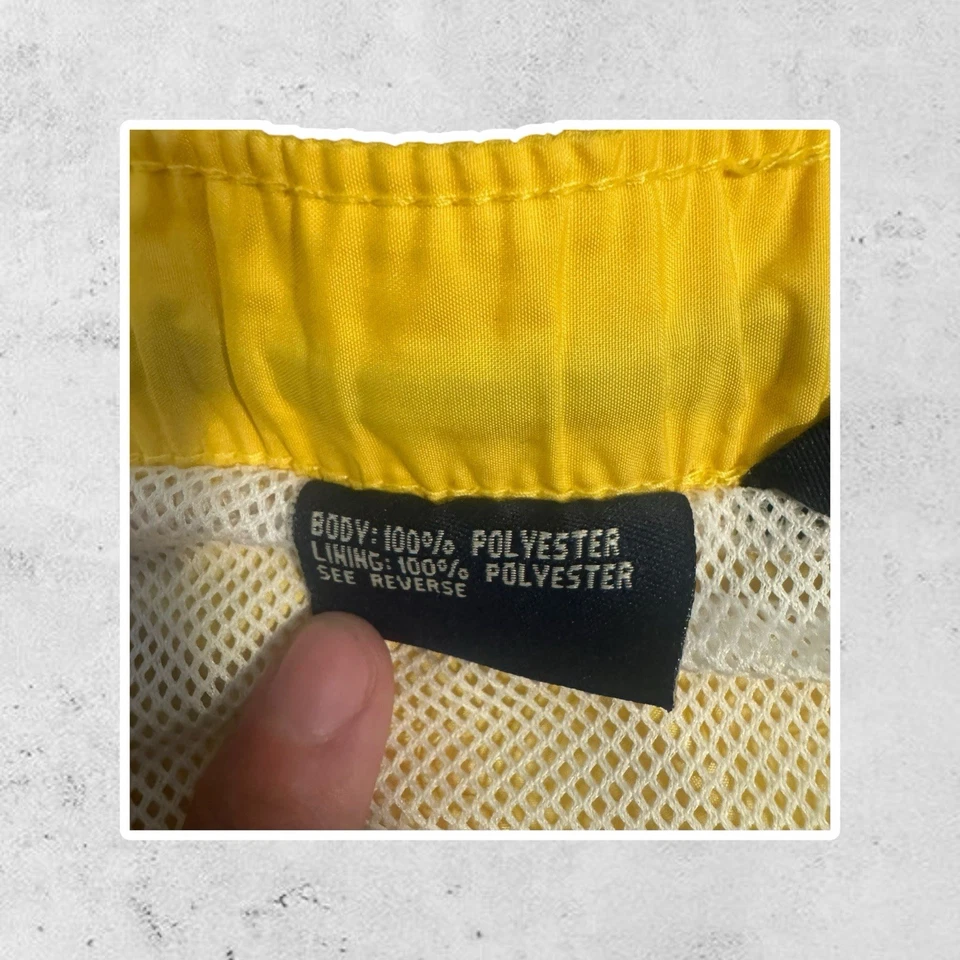 BODY: 100% POLYESTER
LINING: 100% POLYESTER
SEE REVERSE